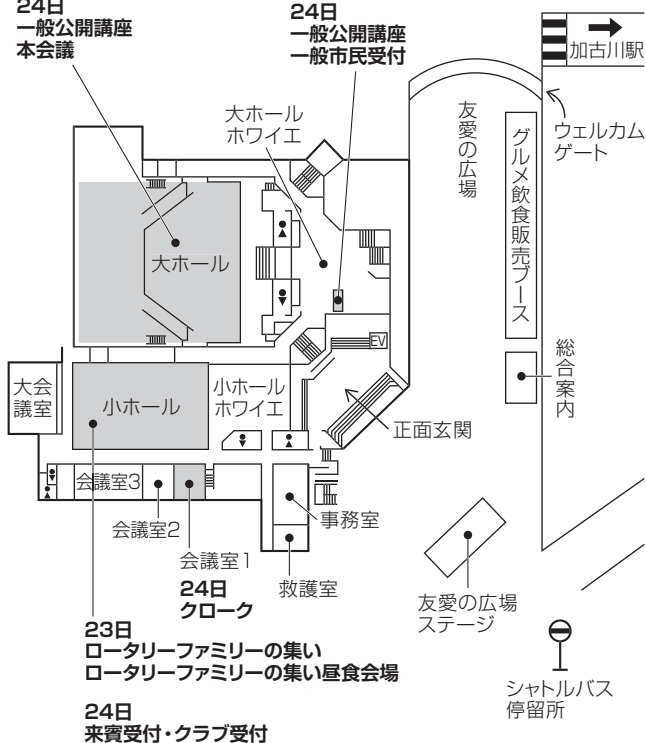 24日
一般公開講座
本会議
24日
一般公開講座
一般市民受付
加古川駅
ウェルカム
ゲート
友愛の広場
グルメ飲食販売ブース
大ホール
ホワイエ
大ホール
EV
総合案内
大会
議室
小ホール
小ホール
ホワイエ
正面玄関
会議室3
会議室2
会議室1
事務室
救護室
24日
クローク
友愛の広場
ステージ
シャトルバス
停留所
23日
ロータリーファミリーの集い
ロータリーファミリーの集い昼食会場
24日
来賓受付・クラブ受付